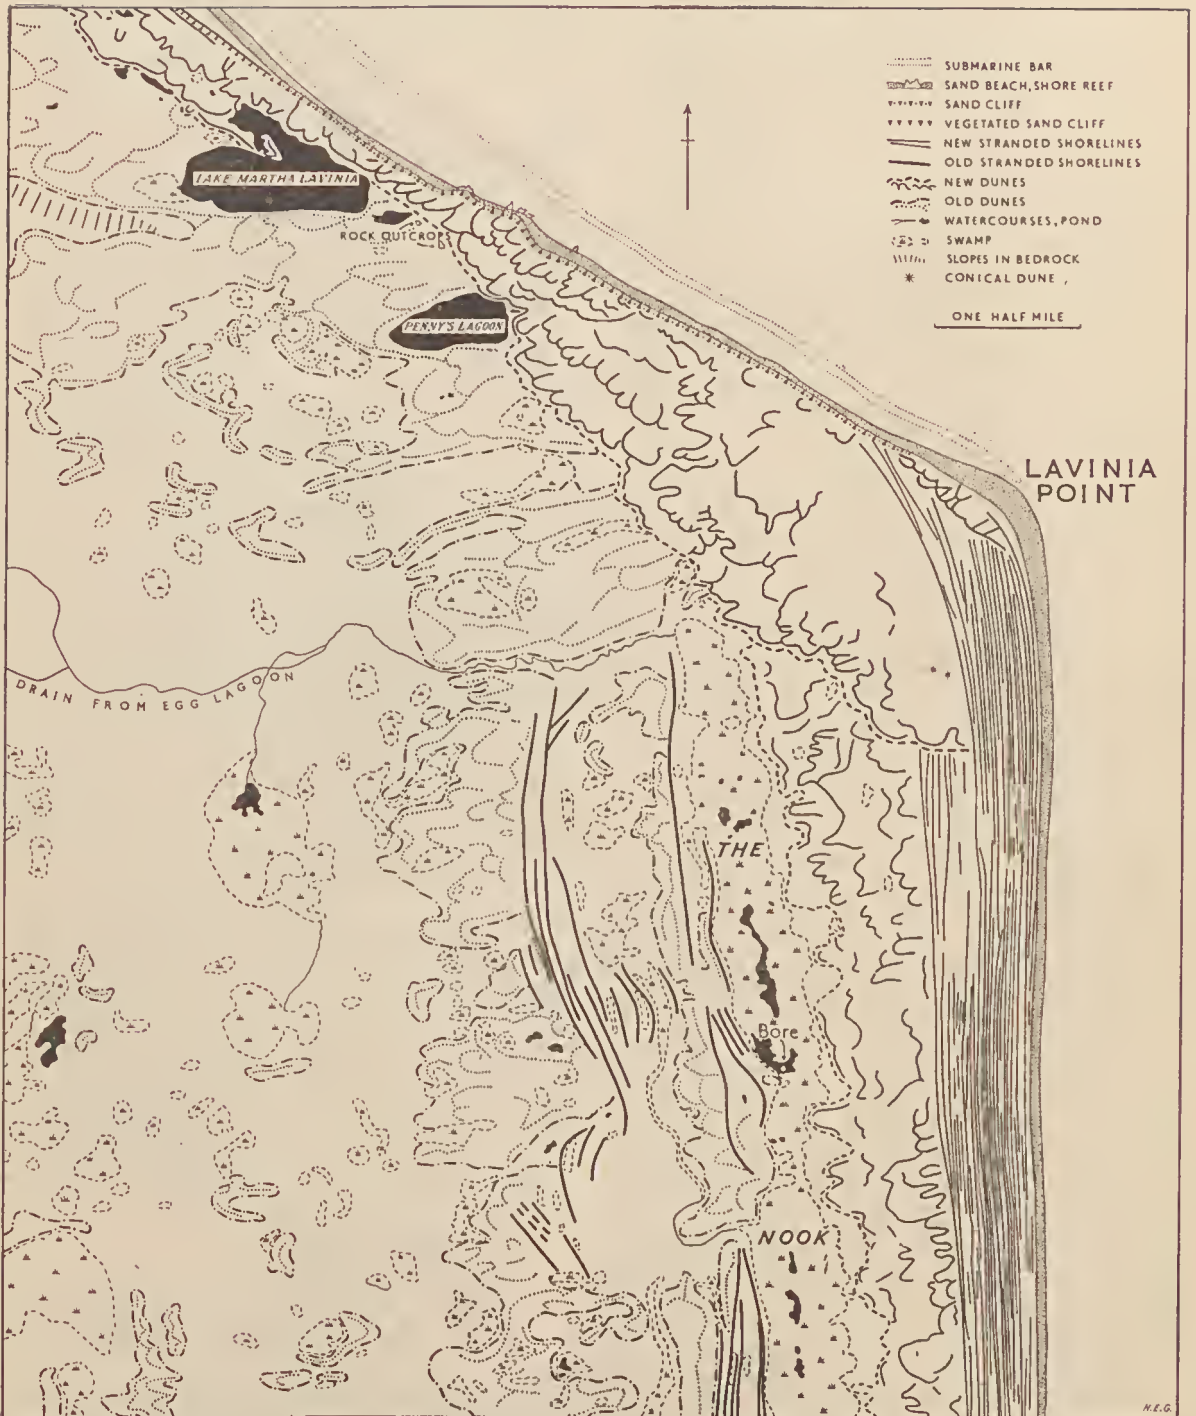 SUBMARINE BAR
SAND BEACH, SHORE REEF
SAND CLIFF
VEGETATED SAND CLIFF
NEW STRANDED SHORELINES
OLD STRANDED SHORELINES
NEW DUNES
OLD DUNES
WATERCOURSES, POND
SWAMP
SLOPES IN BEDROCK
CONICAL DUNE
ONE HALF MILE
LAKE MARTHA LAVINIA
ROCK OUTCROPS
PENNY'S LAGOON
LAVINIA
POINT
DRAIN FROM EGG LAGOON
THE
Bore
NOOK
N.E.G.